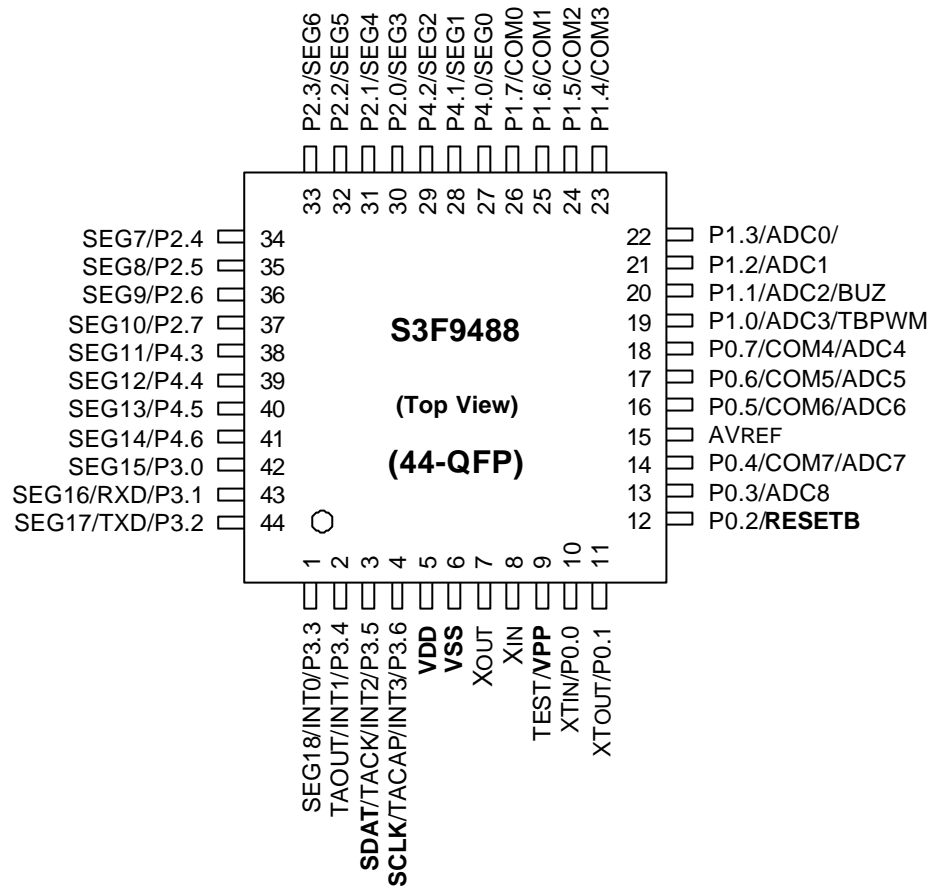 P2.3/SEG6
P2.2/SEG5
P2.1/SEG4
P2.0/SEG3
P4.2/SEG2
P4.1/SEG1
P4.0/SEG0
P1.7/COM0
P1.6/COM1
P1.5/COM2
P1.4/COM3
33
32
31
30
29
28
27
26
25
24
23
SEG7/P2.4 34
SEG8/P2.5 35
SEG9/P2.6 36
SEG10/P2.7 37
SEG11/P4.3 38
SEG12/P4.4 39
SEG13/P4.5 40
SEG14/P4.6 41
SEG15/P3.0 42
SEG16/RXD/P3.1 43
SEG17/TXD/P3.2 44
S3F9488
(Top View)
(44-QFP)
22 P1.3/ADC0/
21 P1.2/ADC1
20 P1.1/ADC2/BUZ
19 P1.0/ADC3/TBPWM
18 P0.7/COM4/ADC4
17 P0.6/COM5/ADC5
16 P0.5/COM6/ADC6
15 AVREF
14 P0.4/COM7/ADC7
13 P0.3/ADC8
12 P0.2/RESETB
1
2
3
4
5
6
7
8
9
10
11
SEG18/INT0/P3.3
TAOUT/INT1/P3.4
SDAT/TACK/INT2/P3.5
SCLK/TACAP/INT3/P3.6
VDD
VSS
XOUT
XIN
TEST/VPP
XTIN/P0.0
XTOUT/P0.1